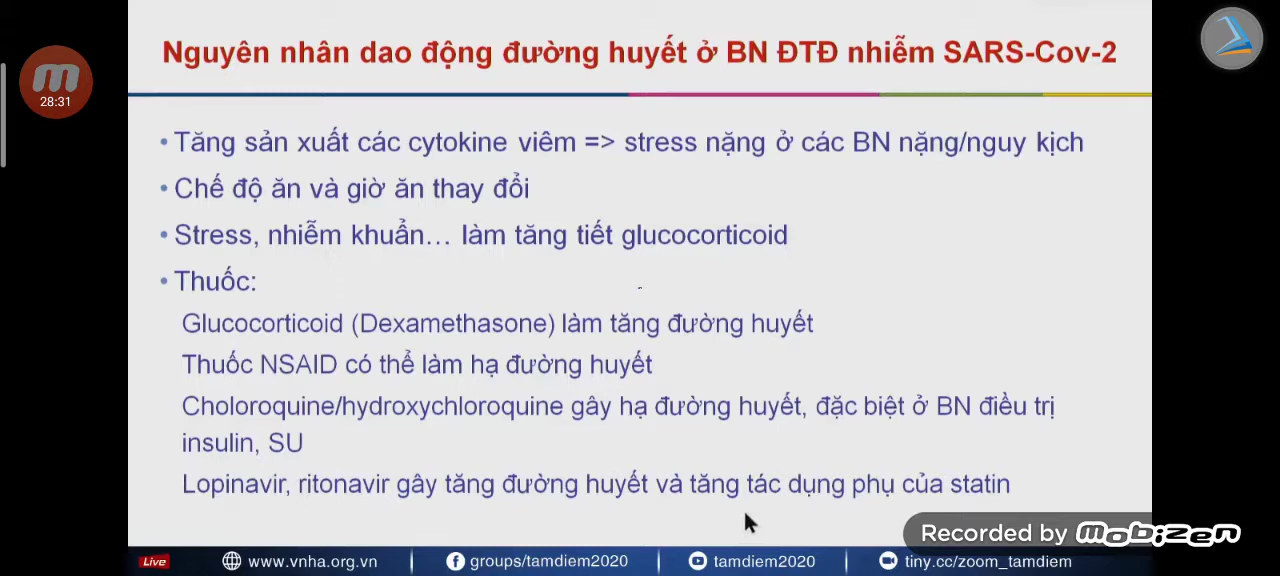 Nguyên nhân dao động đường huyết ở BN ĐTĐ nhiễm SARS-Cov-2
28:31
• Tăng sản xuất các cytokine viêm => stress nặng ở các BN nặng/nguy kịch
• Chế độ ăn và giờ ăn thay đổi
• Stress, nhiễm khuẩn... làm tăng tiết glucocorticoid
• Thuốc:
Glucocorticoid (Dexamethasone) làm tăng đường huyết
Thuốc NSAID có thể làm hạ đường huyết
Choloroquine/hydroxychloroquine gây hạ đường huyết, đặc biệt ở BN điều trị
insulin, SU
Lopinavir, ritonavir gây tăng đường huyết và tăng tác dụng phụ của statin
Recorded by mobizen
Live www.vnha.org.vn groups/tamdiem2020 tamdiem2020 tiny.cc/zoom_tamdiem